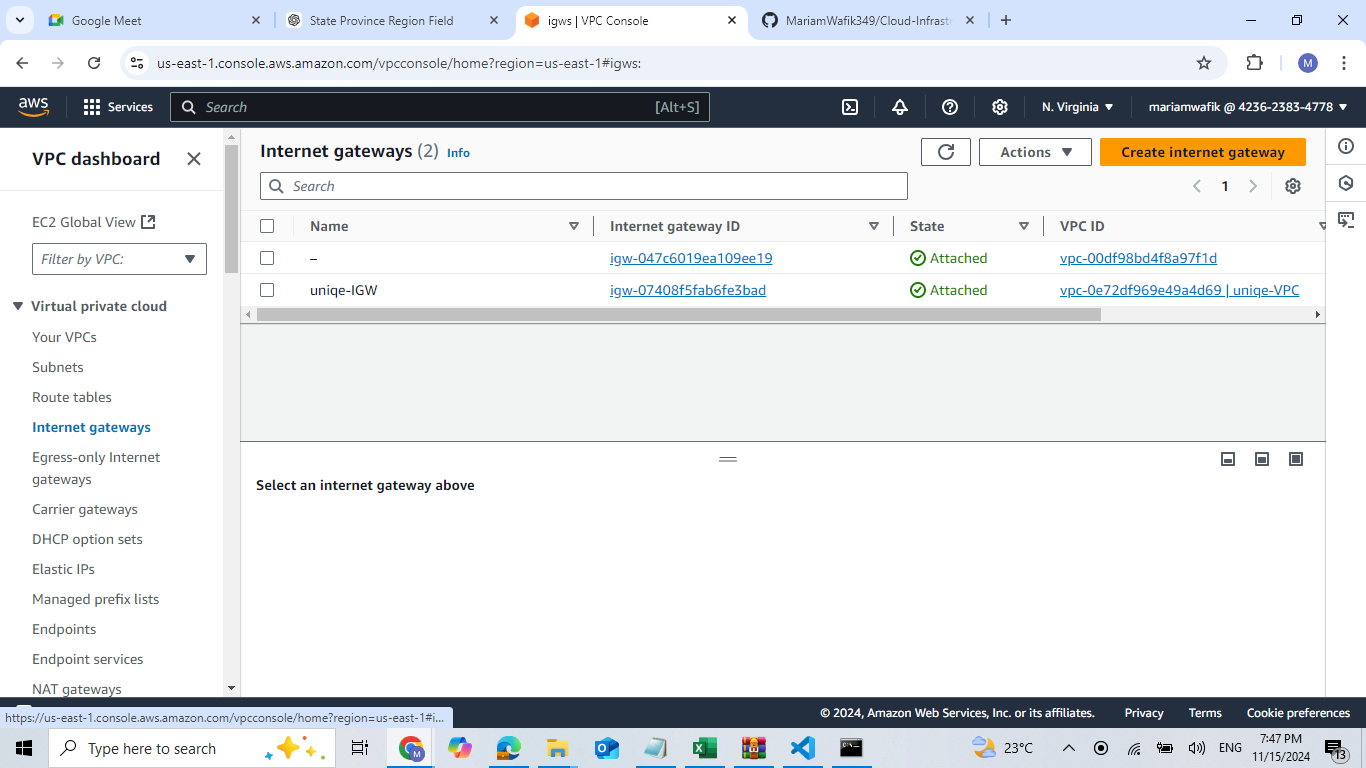 Google Meet
State Province Region Field
igws | VPC Console
MariamWafik349/Cloud-Infrast
us-east-1.console.aws.amazon.com/vpcconsole/home?region=us-east-1#igws:
M
aws
Services
Search
[Alt+S]
N. Virginia
mariamwafik @ 4236-2383-4778
VPC dashboard
EC2 Global View
Filter by VPC:
Virtual private cloud
Your VPCs
Subnets
Route tables
Internet gateways
Egress-only Internet
gateways
Carrier gateways
DHCP option sets
Elastic IPs
Managed prefix lists
Endpoints
Endpoint services
NAT gateways
Internet gateways (2) Info
Actions
Create internet gateway
Search
1
Name Internet gateway ID State VPC ID
– igw-047c6019ea109ee19 Attached vpc-00df98bd4f8a97f1d
uniqe-IGW igw-07408f5fab6fe3bad Attached vpc-0e72df969e49a4d69 | uniqe-VPC
Select an internet gateway above
https://us-east-1.console.aws.amazon.com/vpcconsole/home?region=us-east-1#i...
© 2024, Amazon Web Services, Inc. or its affiliates. Privacy Terms Cookie preferences
Type here to search
M
23°C
ENG
7:47 PM
11/15/2024
13